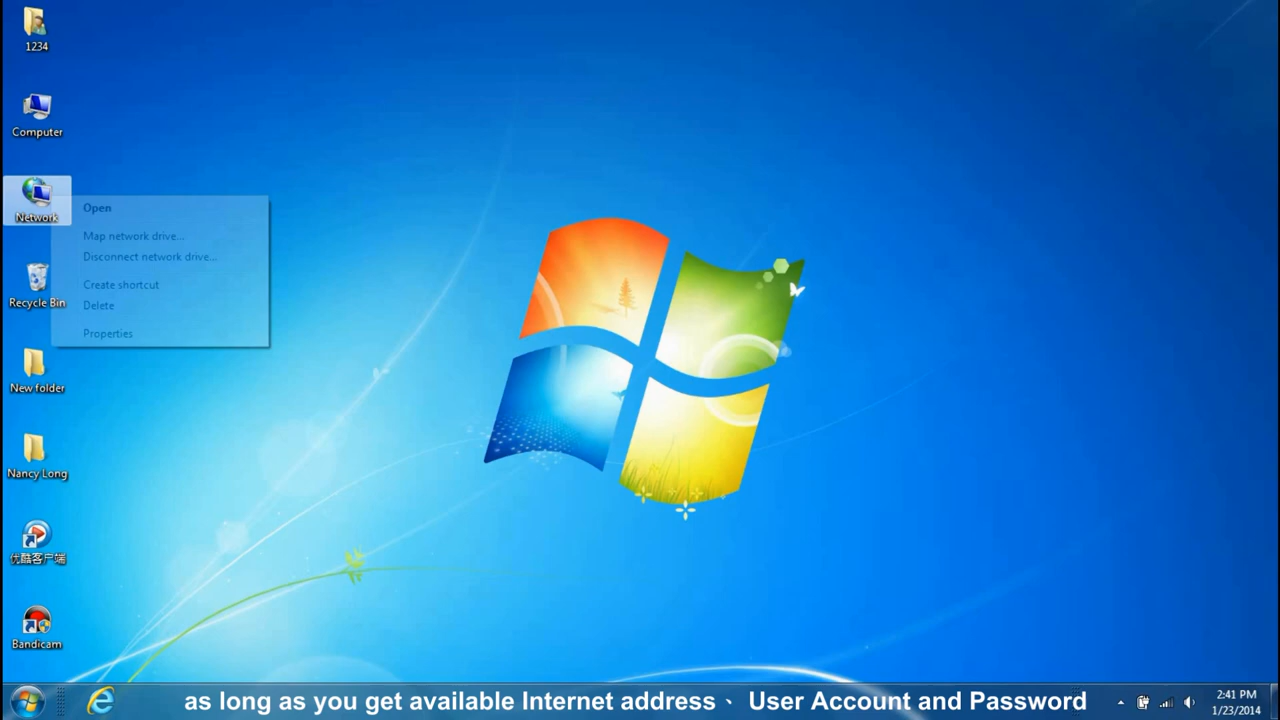 1234
Computer
Network
Open
Map network drive...
Disconnect network drive...
Create shortcut
Delete
Properties
Recycle Bin
New folder
Nancy Long
优酷客户端
Bandicam
as long as you get available Internet address、 User Account and Password
2:41 PM
1/23/2014